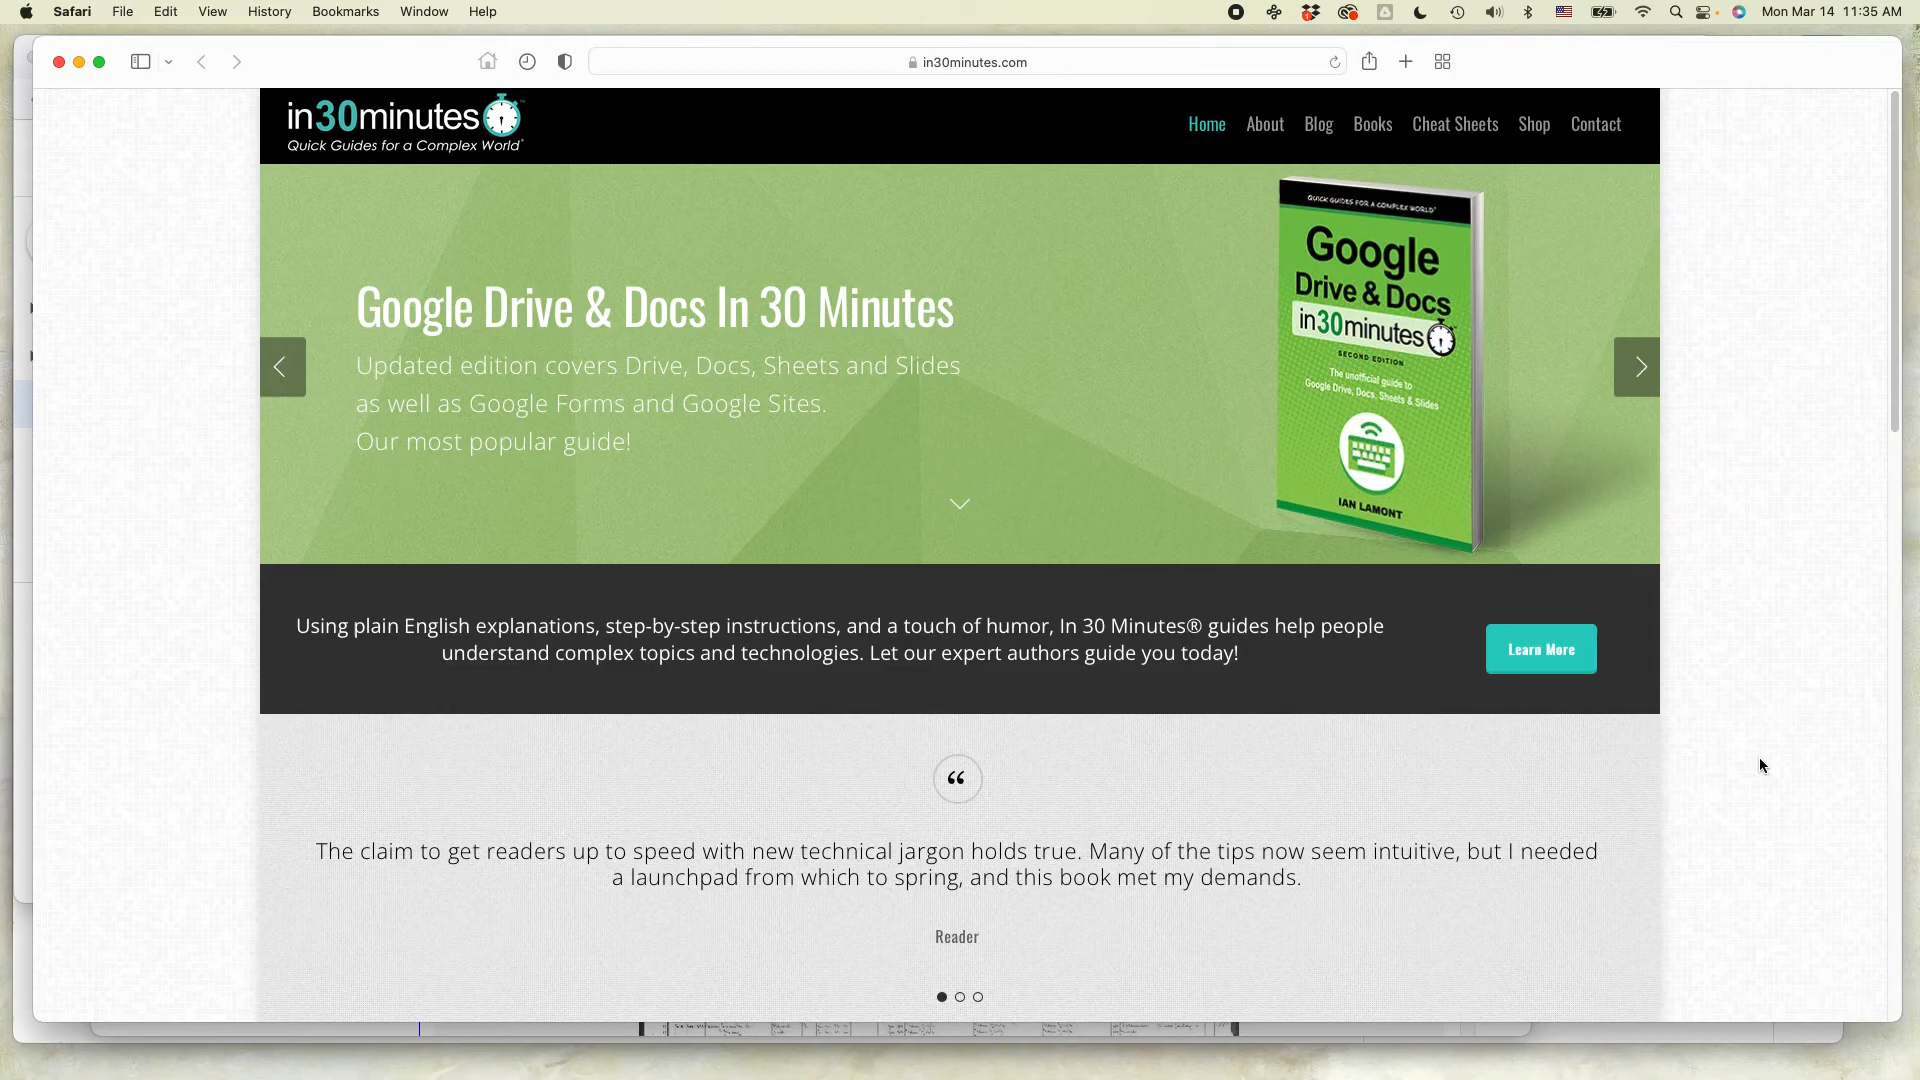 Safari File Edit View History Bookmarks Window Help Mon Mar 14 11:35 AM
in30minutes.com
in30minutes™
Quick Guides for a Complex World®
Home About Blog Books Cheat Sheets Shop Contact
Google Drive & Docs In 30 Minutes
Updated edition covers Drive, Docs, Sheets and Slides
as well as Google Forms and Google Sites.
Our most popular guide!
QUICK GUIDES FOR A COMPLEX WORLD®
Google
Drive & Docs
in30minutes
SECOND EDITION
The unofficial guide to
Google Drive, Docs, Sheets & Slides
IAN LAMONT
Using plain English explanations, step-by-step instructions, and a touch of humor, In 30 Minutes® guides help people
understand complex topics and technologies. Let our expert authors guide you today!
Learn More
“
The claim to get readers up to speed with new technical jargon holds true. Many of the tips now seem intuitive, but I needed
a launchpad from which to spring, and this book met my demands.
Reader